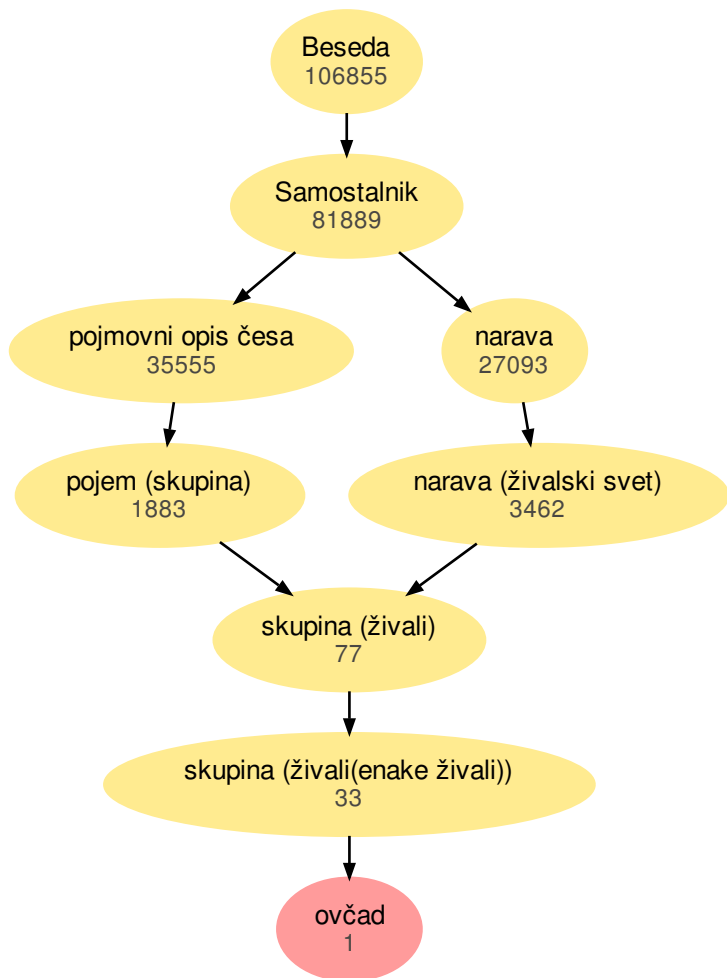 Beseda
106855
Samostalnik
81889
pojmovni opis česa
35555
narava
27093
pojem (skupina)
1883
narava (živalski svet)
3462
skupina (živali)
77
skupina (živali(enake živali))
33
ovčad
1